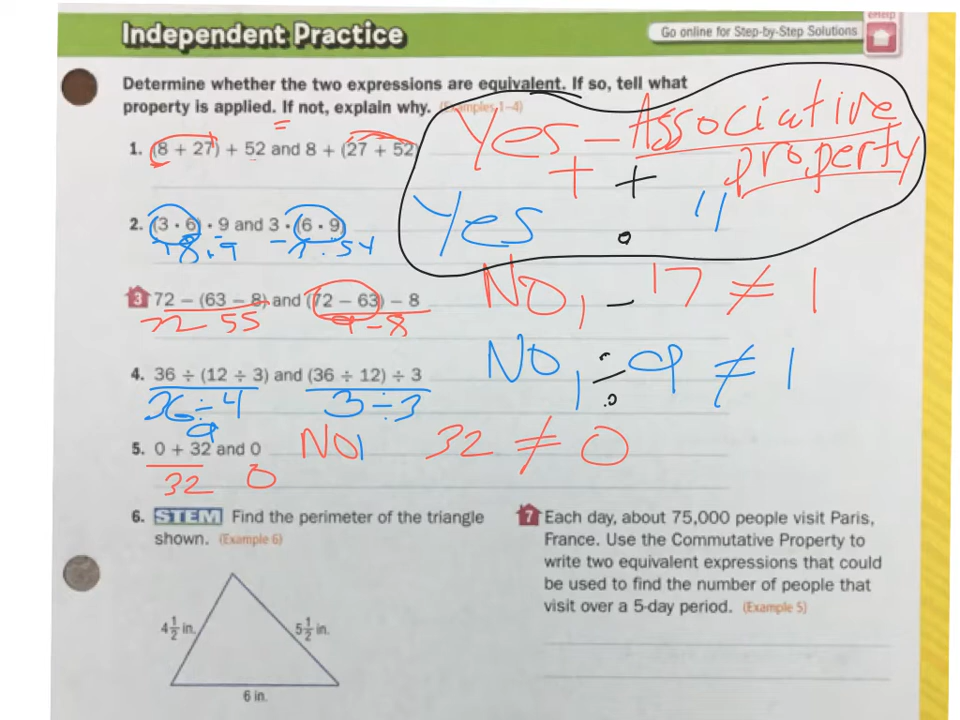 Independent Practice
Go online for Step-by-Step Solutions
eHelp
Determine whether the two expressions are equivalent. If so, tell what
property is applied. If not, explain why. (Examples 1–4)
=
1. (8 + 27) + 52 and 8 + (27 + 52)
Yes – Associative
property
+ +
2. (3 · 6) · 9 and 3 · (6 · 9)
18·9 3·54
Yes · "
3 72 − (63 − 8) and (72 − 63) − 8
72-55 9-8
NO, - 17 ≠ 1
4. 36 ÷ (12 ÷ 3) and (36 ÷ 12) ÷ 3
36÷4 3÷3
9
NO, ÷ 9 ≠ 1
5. 0 + 32 and 0
32 0
NO, 32 ≠ 0
6. STEM Find the perimeter of the triangle
shown. (Example 6)
4 1/2 in.
5 1/2 in.
6 in.
7 Each day, about 75,000 people visit Paris,
France. Use the Commutative Property to
write two equivalent expressions that could
be used to find the number of people that
visit over a 5-day period. (Example 5)